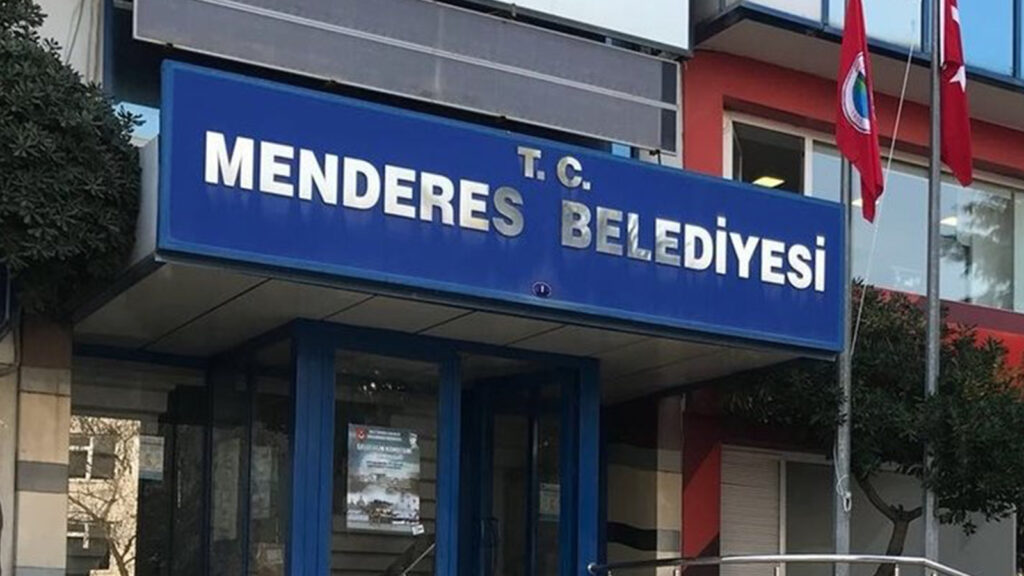 T. C.
MENDERES BELEDİYESİ